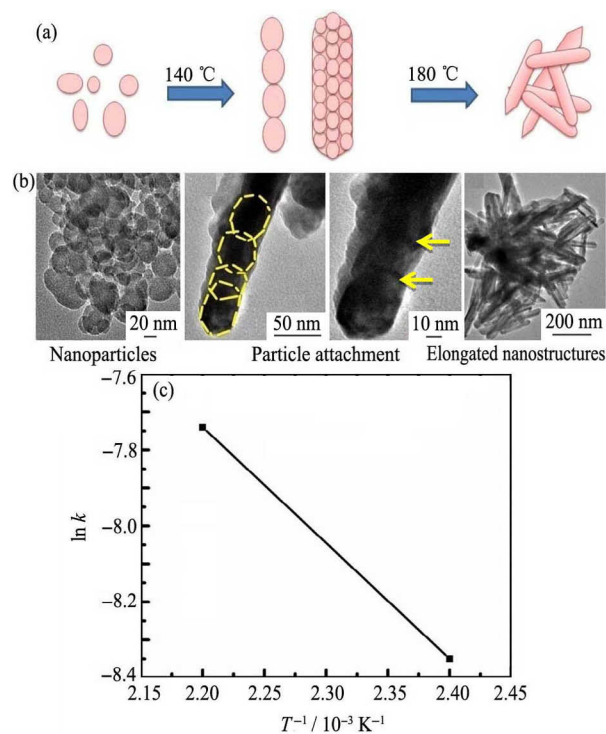 (a)
140 ℃
180 ℃
(b)
20 nm
50 nm
10 nm
200 nm
Nanoparticles
Particle attachment
Elongated nanostructures
(c)
-7.6
-7.8
-8.0
-8.2
-8.4
ln k
2.15 2.20 2.25 2.30 2.35 2.40 2.45
T⁻¹ / 10⁻³ K⁻¹